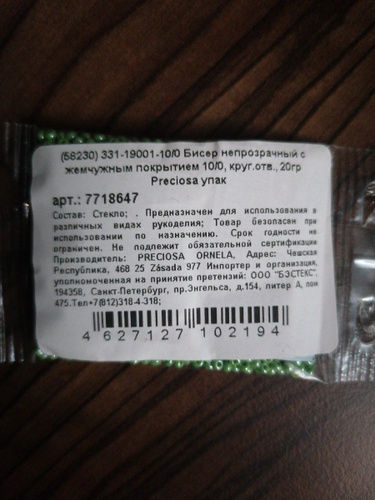 (58230) 331-19001-10/0 Бисер непрозрачный с
жемчужным покрытием 10/0, круг.отв., 20гр
Preciosa упак
арт.: 7718647
Состав: Стекло; . Предназначен для использования в
различных видах рукоделия; Товар безопасен при
использовании по назначению. Срок годности не
ограничен. Не подлежит обязательной сертификации
Производитель: PRECIOSA ORNELA, Адрес: Чешская
Республика, 468 25 Zásada 977 Импортер и организация,
уполномоченная на принятие претензий: ООО "БЭСТЕКС",
194358, Санкт-Петербург, пр.Энгельса, д.154, литер А, пом
475.Тел+7(812)318-4-318;
4 627127 102194